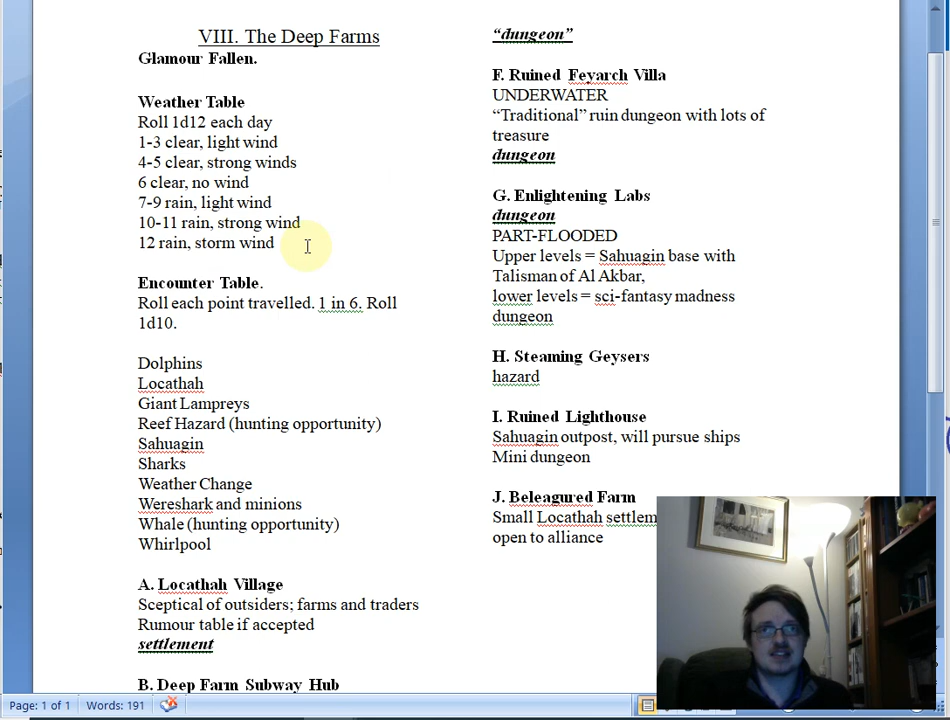 VIII. The Deep Farms
Glamour Fallen.
Weather Table
Roll 1d12 each day
1-3 clear, light wind
4-5 clear, strong winds
6 clear, no wind
7-9 rain, light wind
10-11 rain, strong wind
12 rain, storm wind
Encounter Table.
Roll each point travelled. 1 in 6. Roll
1d10.
Dolphins
Locathah
Giant Lampreys
Reef Hazard (hunting opportunity)
Sahuagin
Sharks
Weather Change
Wereshark and minions
Whale (hunting opportunity)
Whirlpool
A. Locathah Village
Sceptical of outsiders; farms and traders
Rumour table if accepted
settlement
B. Deep Farm Subway Hub
“dungeon”
F. Ruined Feyarch Villa
UNDERWATER
“Traditional” ruin dungeon with lots of
treasure
dungeon
G. Enlightening Labs
dungeon
PART-FLOODED
Upper levels = Sahuagin base with
Talisman of Al Akbar,
lower levels = sci-fantasy madness
dungeon
H. Steaming Geysers
hazard
I. Ruined Lighthouse
Sahuagin outpost, will pursue ships
Mini dungeon
J. Beleagured Farm
Small Locathah settlem
open to alliance
Page: 1 of 1
Words: 191